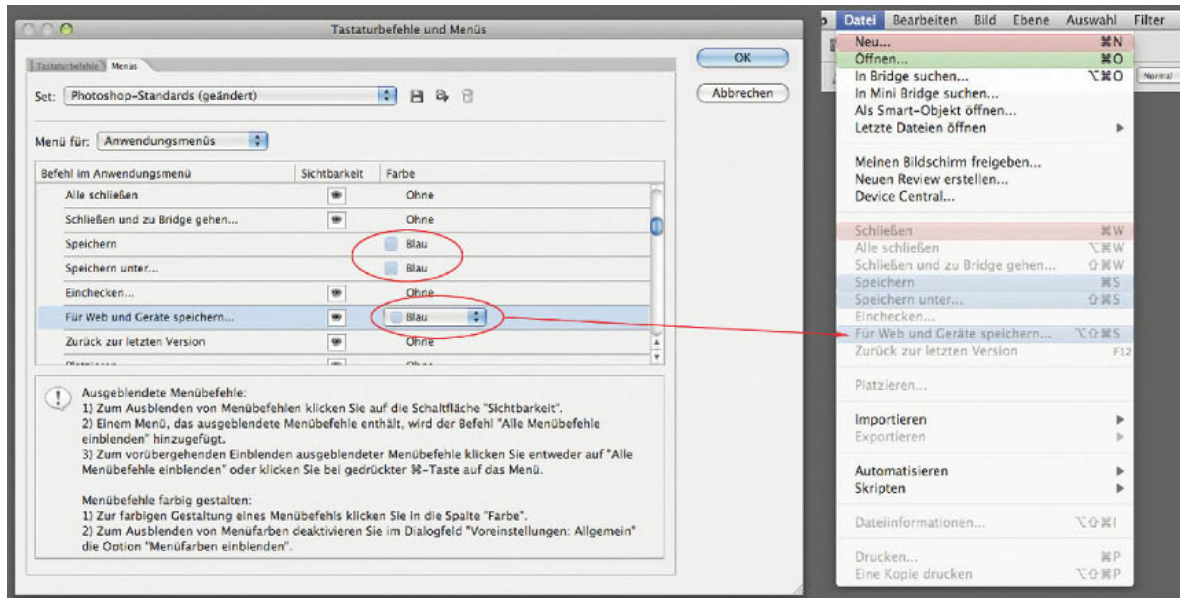 Tastaturbefehle und Menüs
Tastaturbefehle Menüs
Set: Photoshop-Standards (geändert)
OK
Abbrechen
Menü für: Anwendungsmenüs
Befehl im Anwendungsmenü Sichtbarkeit Farbe
Alle schließen Ohne
Schließen und zu Bridge gehen... Ohne
Speichern Blau
Speichern unter... Blau
Einchecken... Ohne
Für Web und Geräte speichern... Blau
Zurück zur letzten Version Ohne
Platzieren... Ohne
Ausgeblendete Menübefehle:
1) Zum Ausblenden von Menübefehlen klicken Sie auf die Schaltfläche "Sichtbarkeit".
2) Einem Menü, das ausgeblendete Menübefehle enthält, wird der Befehl "Alle Menübefehle
einblenden" hinzugefügt.
3) Zum vorübergehenden Einblenden ausgeblendeter Menübefehle klicken Sie entweder auf "Alle
Menübefehle einblenden" oder klicken Sie bei gedrückter ⌘-Taste auf das Menü.
Menübefehle farbig gestalten:
1) Zur farbigen Gestaltung eines Menübefehls klicken Sie in die Spalte "Farbe".
2) Zum Ausblenden von Menüfarben deaktivieren Sie im Dialogfeld "Voreinstellungen: Allgemein"
die Option "Menüfarben einblenden".
Datei Bearbeiten Bild Ebene Auswahl Filter
Neu... ⌘N
Öffnen... ⌘O
In Bridge suchen... ⌥⌘O
Normal
In Mini Bridge suchen...
Als Smart-Objekt öffnen...
Letzte Dateien öffnen ▶
Meinen Bildschirm freigeben...
Neuen Review erstellen...
Device Central...
Schließen ⌘W
Alle schließen ⌥⌘W
Schließen und zu Bridge gehen... ⇧⌘W
Speichern ⌘S
Speichern unter... ⇧⌘S
Einchecken...
Für Web und Geräte speichern... ⌥⇧⌘S
Zurück zur letzten Version F12
Platzieren...
Importieren ▶
Exportieren ▶
Automatisieren ▶
Skripten ▶
Dateiinformationen... ⌥⇧⌘I
Drucken... ⌘P
Eine Kopie drucken ⌥⇧⌘P